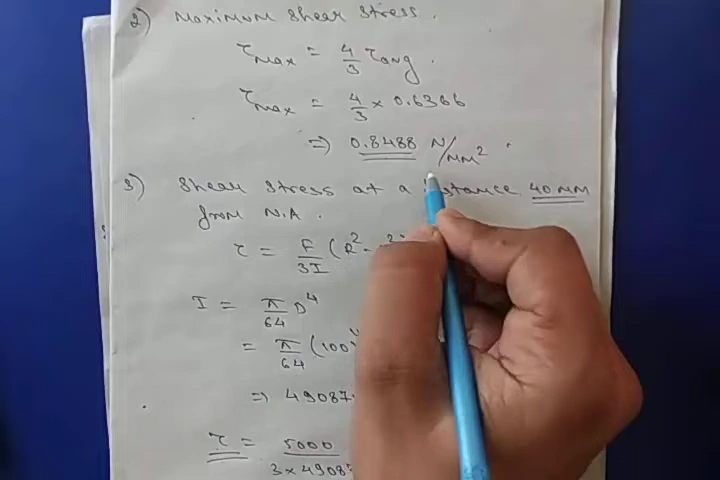 2) Maximum Shear Stress.
τmax = 4/3 τavg.
τmax = 4/3 × 0.6366
⇒ 0.8488 N/mm²
3) Shear Stress at a distance 40 mm
from N.A.
τ = F/3I (R² -
I = π/64 D⁴
= π/64 (100)
⇒ 49087
τ = 5000 / 3 × 4908